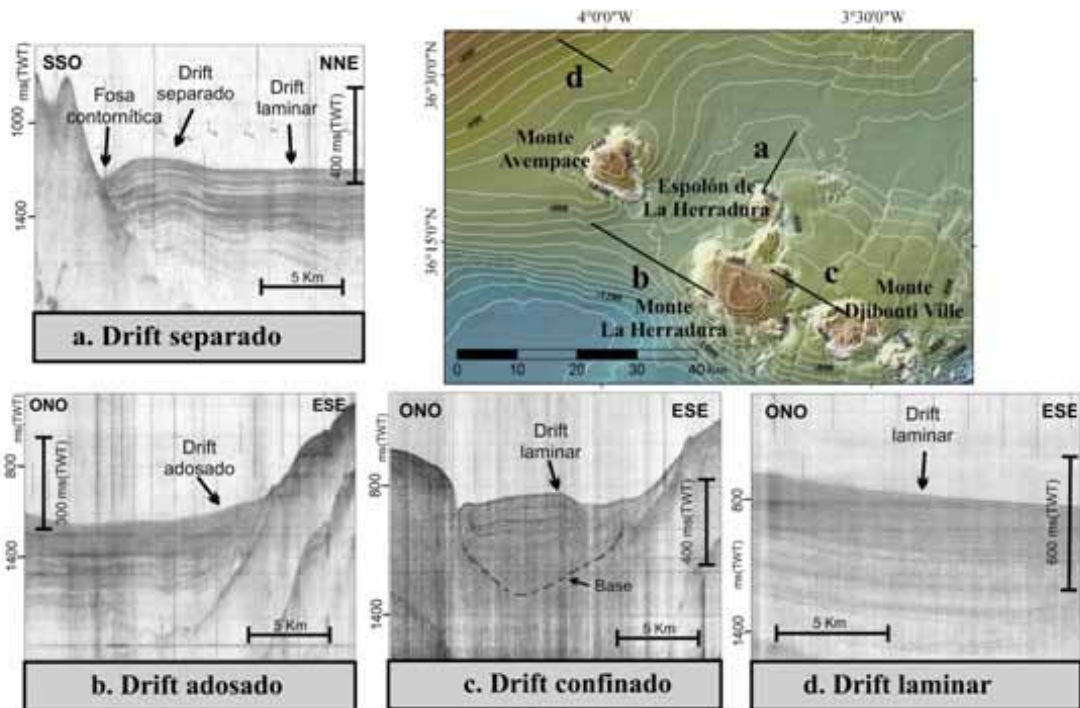 SSO
NNE
ms(TWT)
1000
1400
Fosa
contornítica
Drift
separado
Drift
laminar
400 ms(TWT)
5 Km
a. Drift separado
4°0'0"W
3°30'0"W
36°30'0"N
36°15'0"N
d
Monte
Avempace
a
Espolón de
La Herradura
b
Monte
La Herradura
c
Monte
Djibouti Ville
0 10 20 30 40
ONO
ESE
ms(TWT)
800
1400
300 ms(TWT)
Drift
adosado
5 Km
b. Drift adosado
ONO
ESE
ms(TWT)
800
1400
Drift
laminar
400 ms(TWT)
Base
5 Km
c. Drift confinado
ONO
ESE
800
ms(TWT)
1400
Drift
laminar
600 ms(TWT)
5 Km
d. Drift laminar